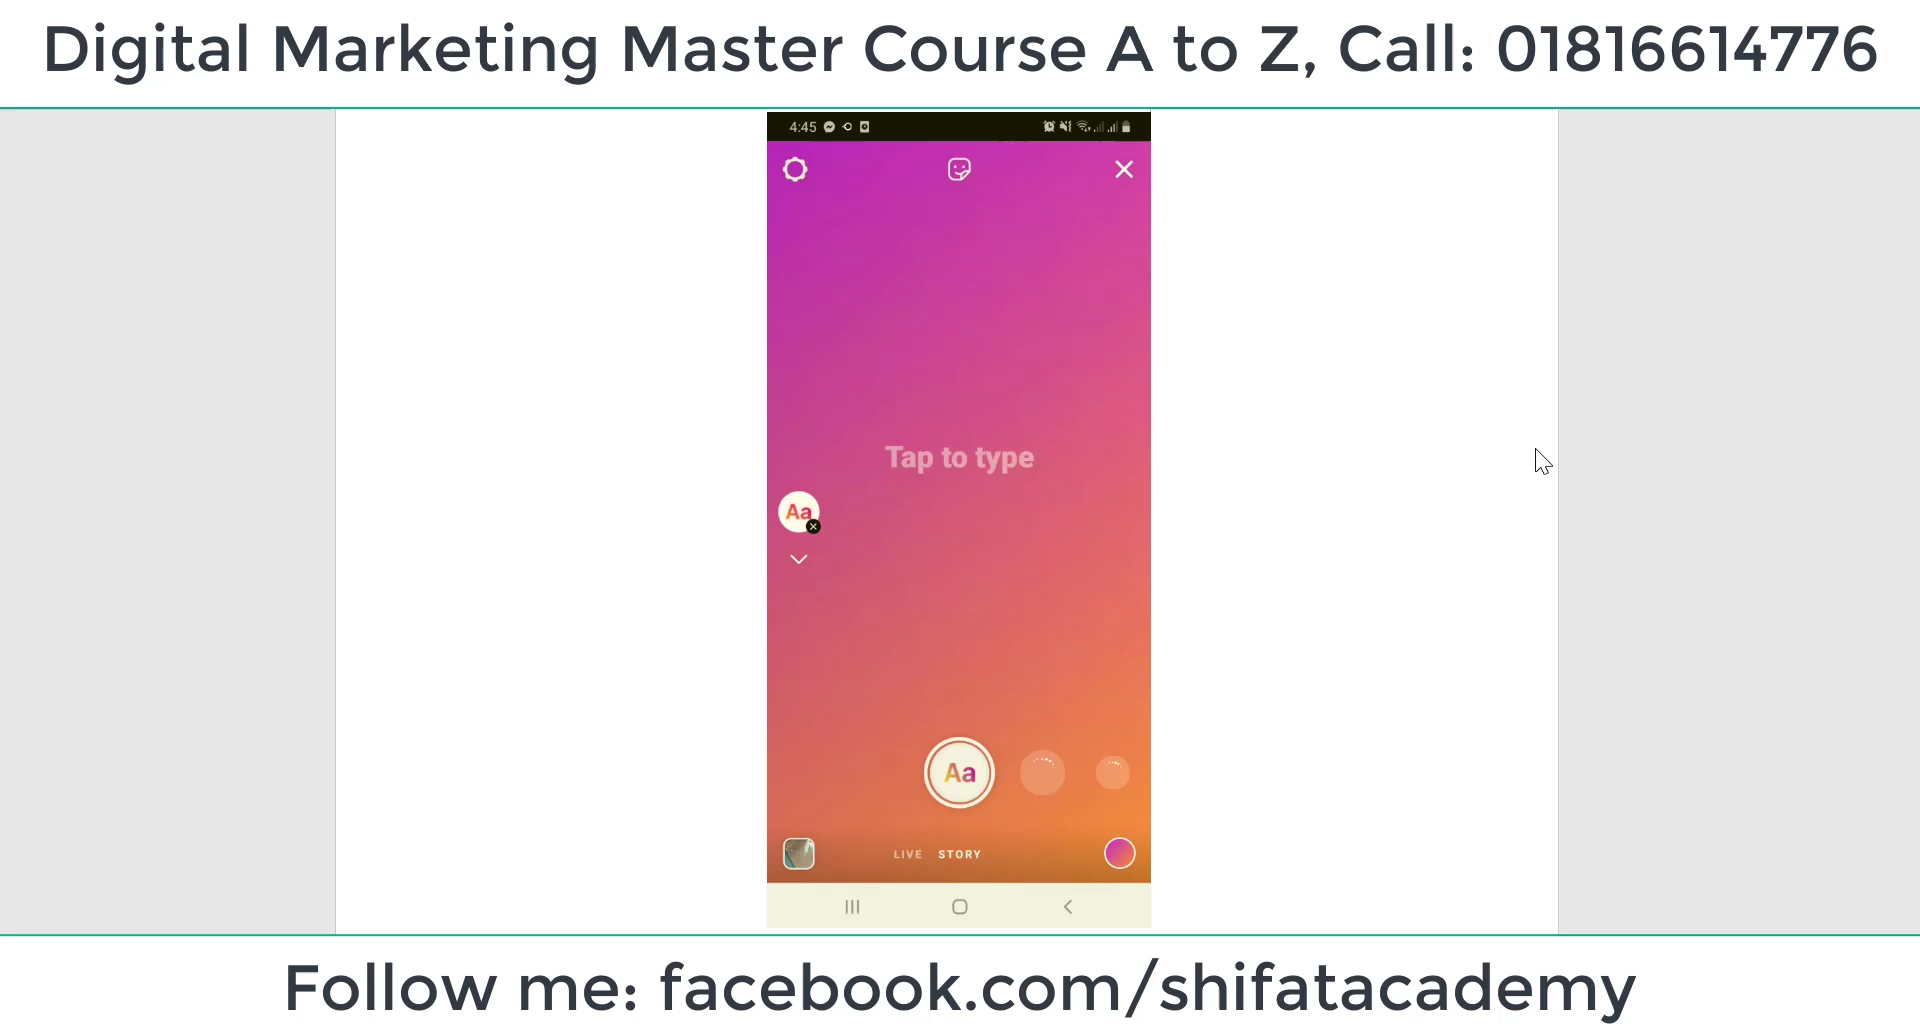 Digital Marketing Master Course A to Z, Call: 01816614776
4:45
Tap to type
Aa
Aa
LIVE STORY
Follow me: facebook.com/shifatacademy